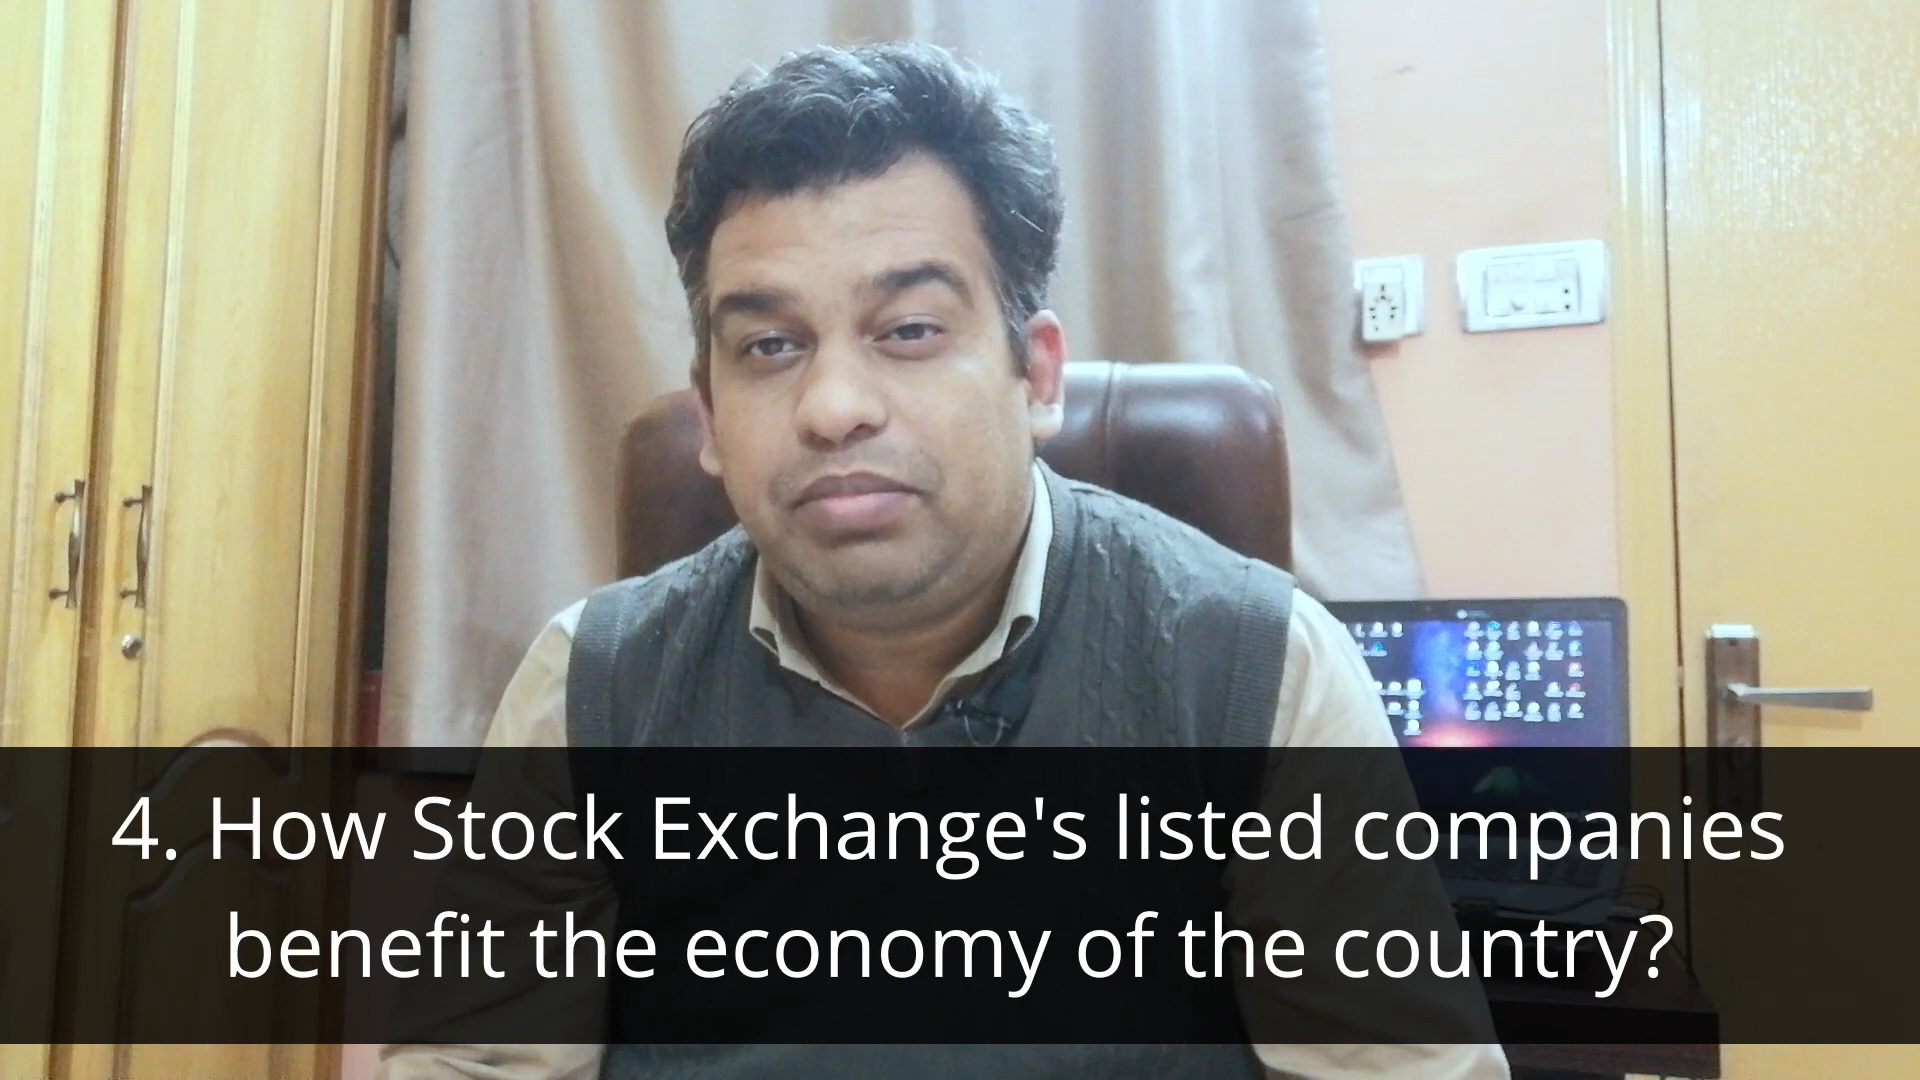 4. How Stock Exchange's listed companies
benefit the economy of the country?